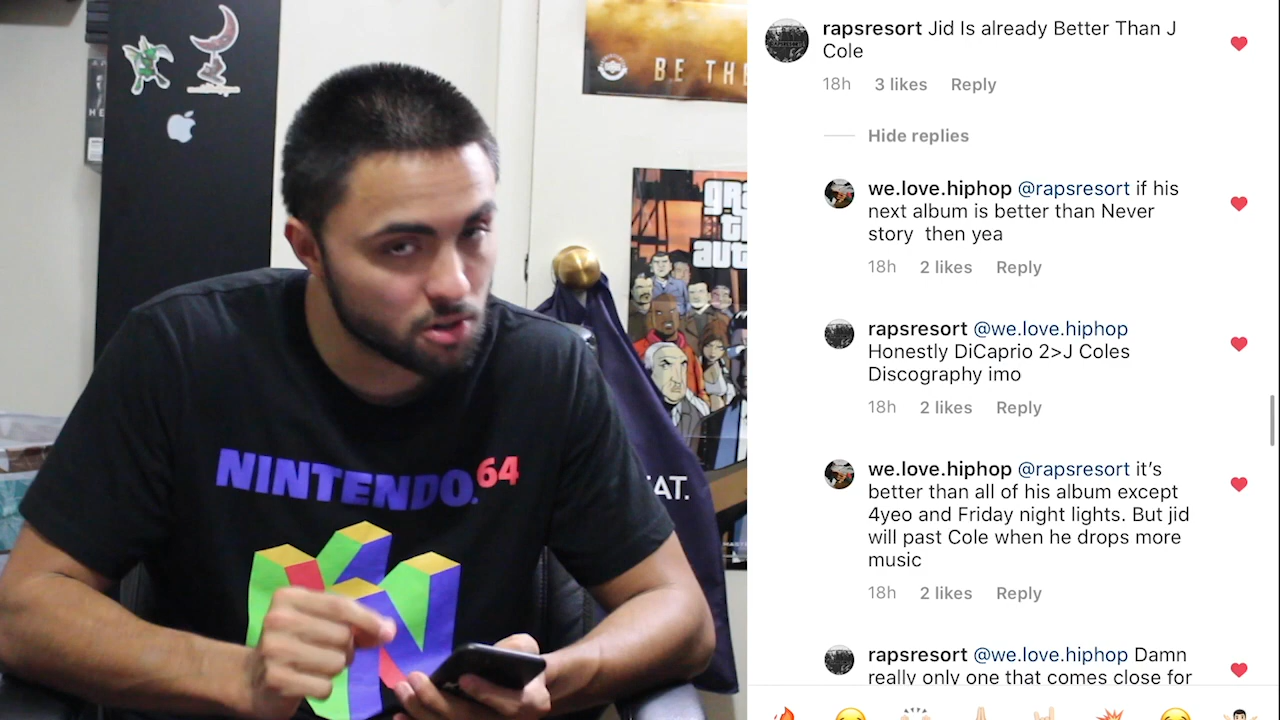 BE TH
GRA
t
aut
NINTENDO.64
AT.
rapsresort Jid Is already Better Than J
Cole
18h 3 likes Reply
Hide replies
we.love.hiphop @rapsresort if his
next album is better than Never
story then yea
18h 2 likes Reply
rapsresort @we.love.hiphop
Honestly DiCaprio 2>J Coles
Discography imo
18h 2 likes Reply
we.love.hiphop @rapsresort it’s
better than all of his album except
4yeo and Friday night lights. But jid
will past Cole when he drops more
music
18h 2 likes Reply
rapsresort @we.love.hiphop Damn
really only one that comes close for